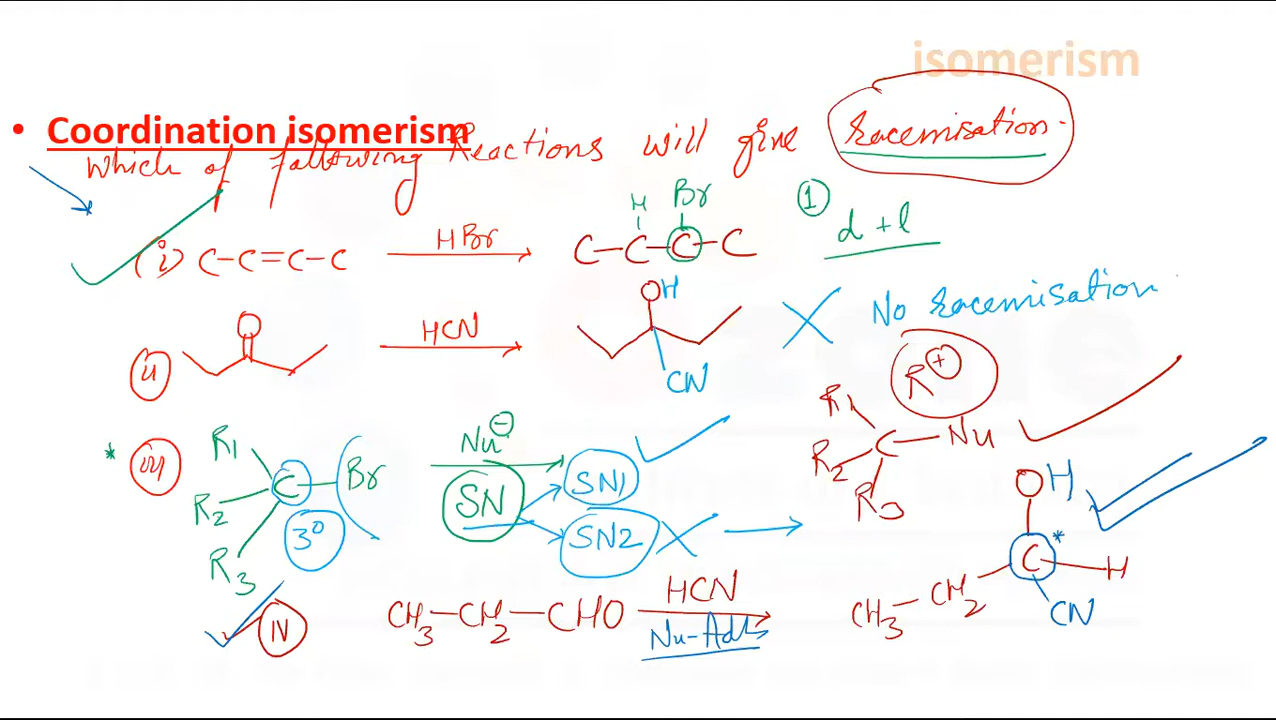 isomerism
• Coordination isomerism
Which of following Reactions will give racemisation.
(i) C-C=C-C HBr C-C-C-C H Br ① d + l
II O HCN OH CN No racemisation
* III R1 R2 R3 C Br 3° Nu⊖ SN SN1 SN2 R⊕ R1 R2 R3 C-Nu
IV CH3-CH2-CHO HCN Nu-Adn CH3-CH2 C* OH H CN